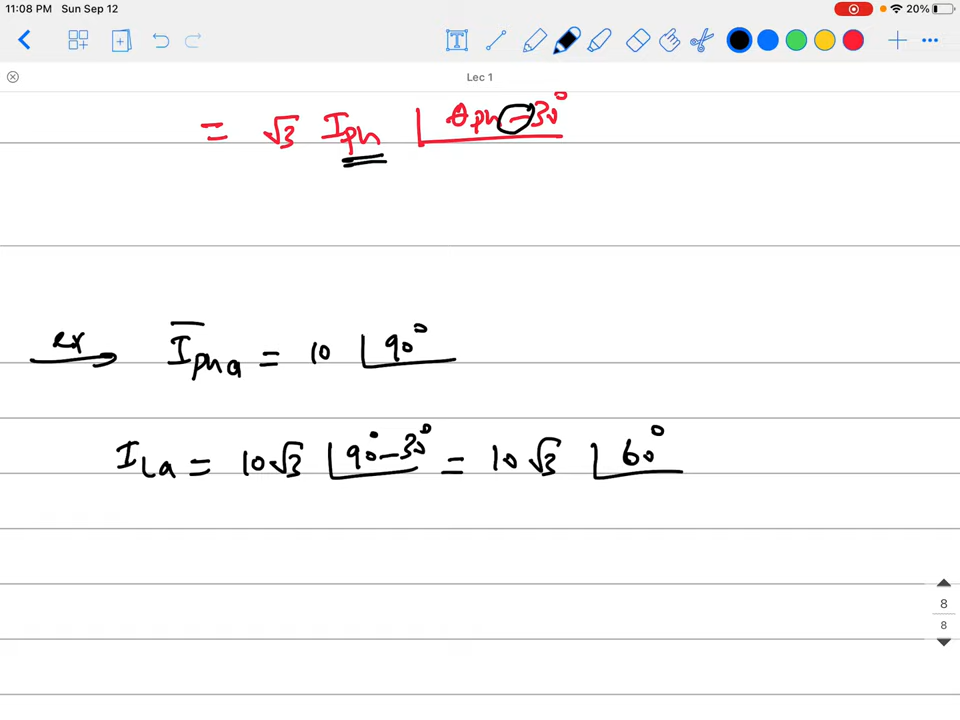 11:08 PM Sun Sep 12 20%
Lec 1
= √3 Iph ∠θph -30°
ex Ipha = 10 ∠90°
ILa = 10√3 ∠90°-30° = 10√3 ∠60°
8
8